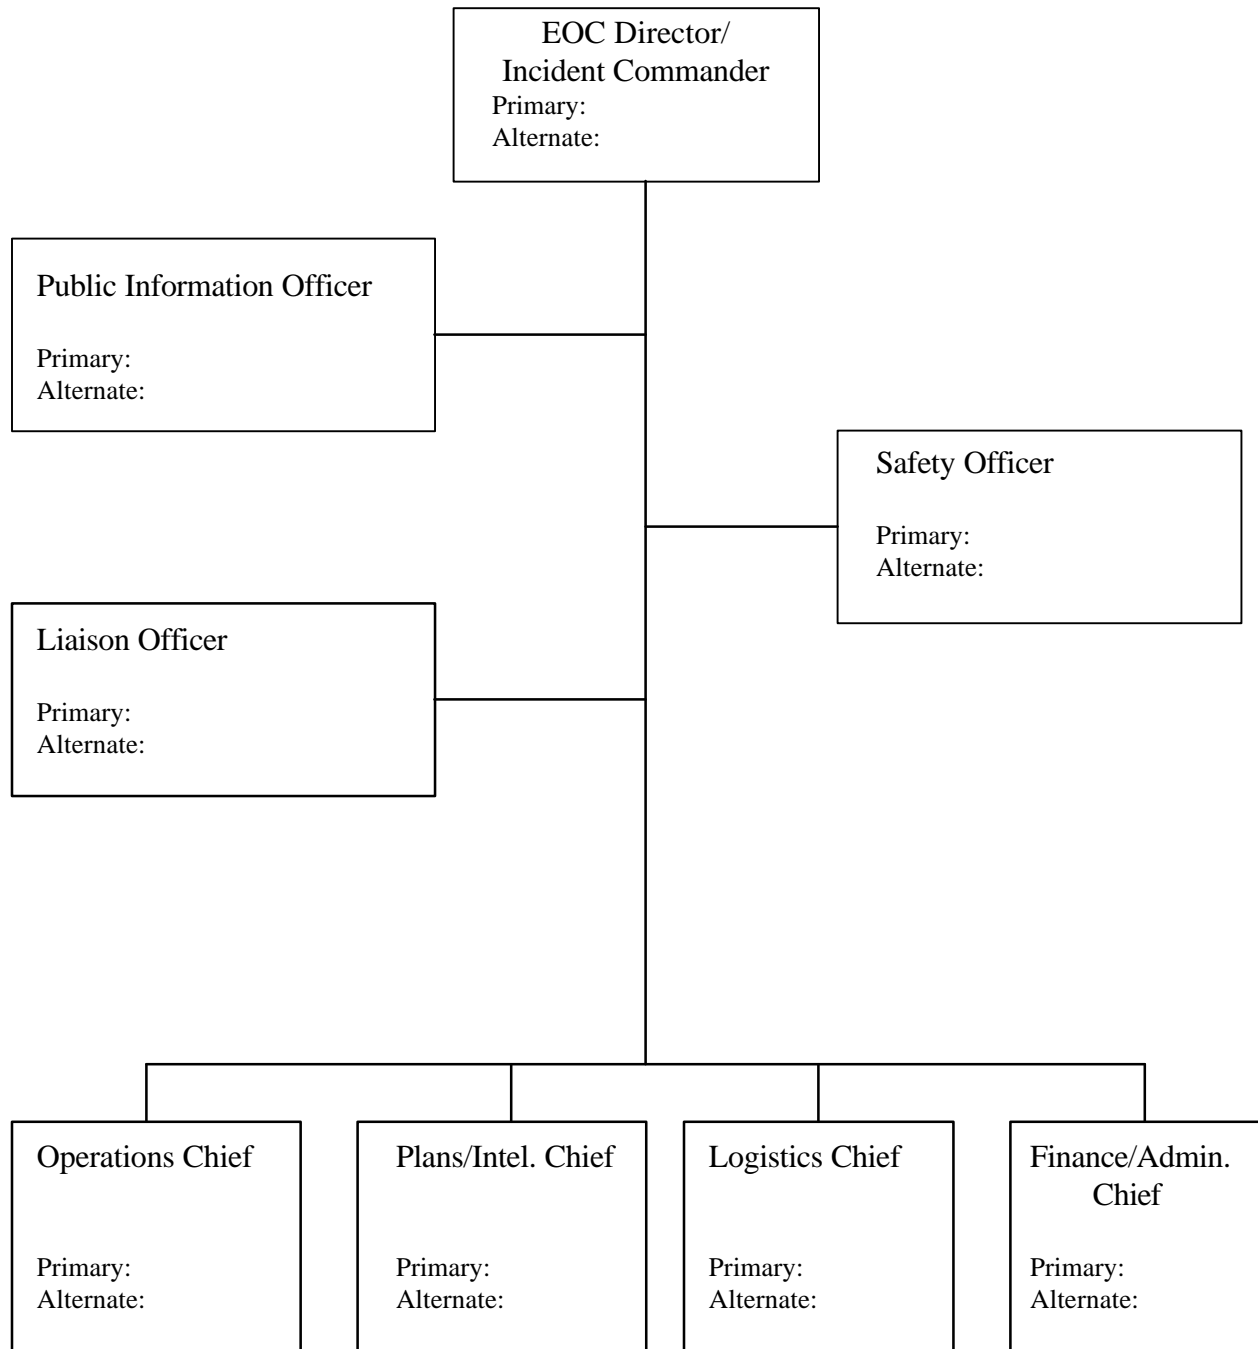 EOC Director/
Incident Commander
Primary:
Alternate:
Public Information Officer
Primary:
Alternate:
Safety Officer
Primary:
Alternate:
Liaison Officer
Primary:
Alternate:
Operations Chief
Primary:
Alternate:
Plans/Intel. Chief
Primary:
Alternate:
Logistics Chief
Primary:
Alternate:
Finance/Admin.
Chief
Primary:
Alternate: